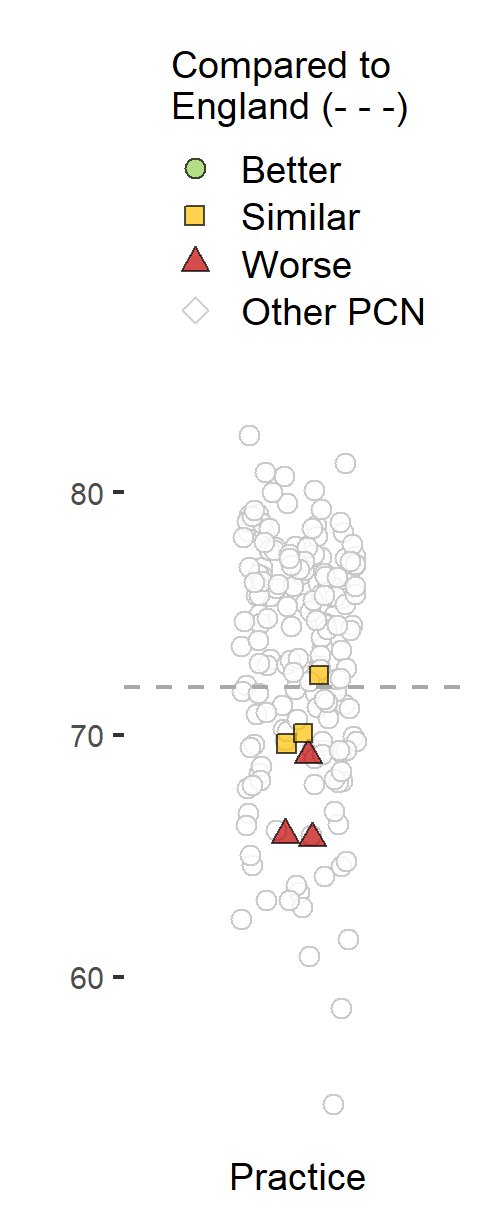 Compared to
England (- - -)
Better
Similar
Worse
Other PCN
80
70
60
Practice